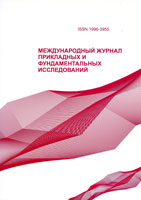 ISSN 1996-3955
МЕЖДУНАРОДНЫЙ ЖУРНАЛ
ПРИКЛАДНЫХ И
ФУНДАМЕНТАЛЬНЫХ
ИССЛЕДОВАНИЙ